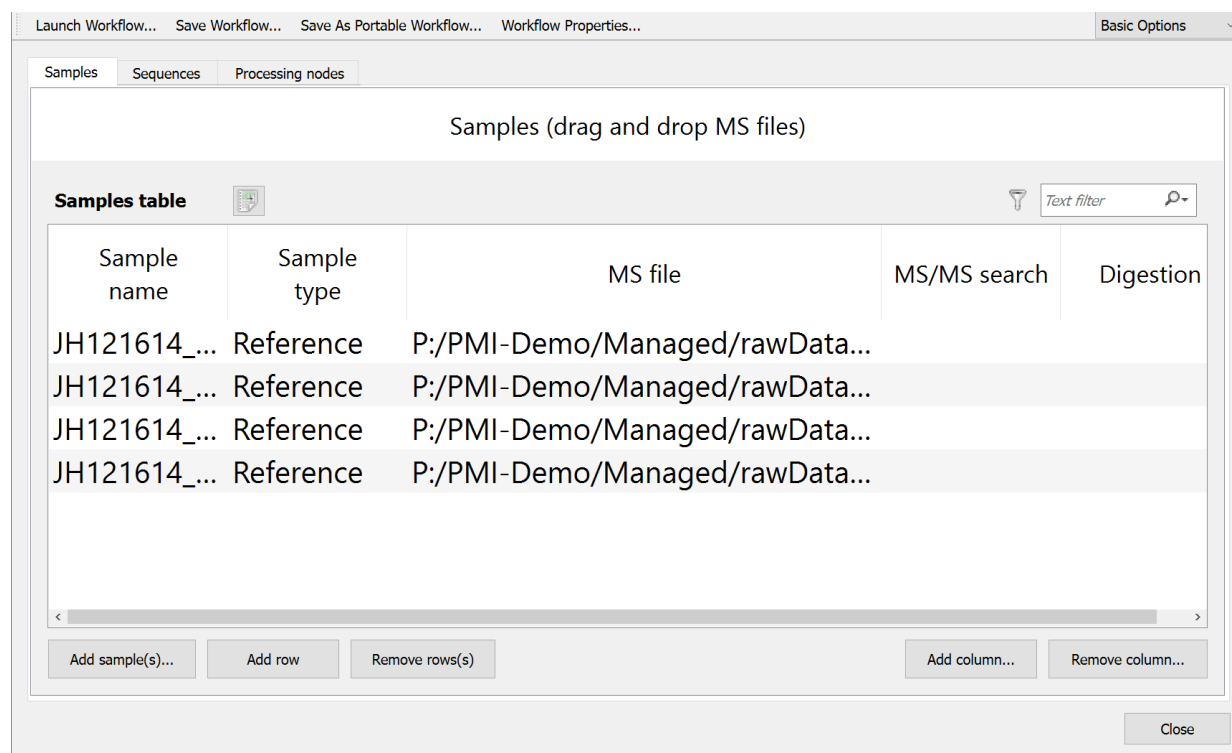 Launch Workflow... Save Workflow... Save As Portable Workflow... Workflow Properties... Basic Options
Samples Sequences Processing nodes
Samples (drag and drop MS files)
Samples table Text filter
Sample name Sample type MS file MS/MS search Digestion
JH121614_... Reference P:/PMI-Demo/Managed/rawData...
JH121614_... Reference P:/PMI-Demo/Managed/rawData...
JH121614_... Reference P:/PMI-Demo/Managed/rawData...
JH121614_... Reference P:/PMI-Demo/Managed/rawData...
Add sample(s)... Add row Remove rows(s) Add column... Remove column...
Close